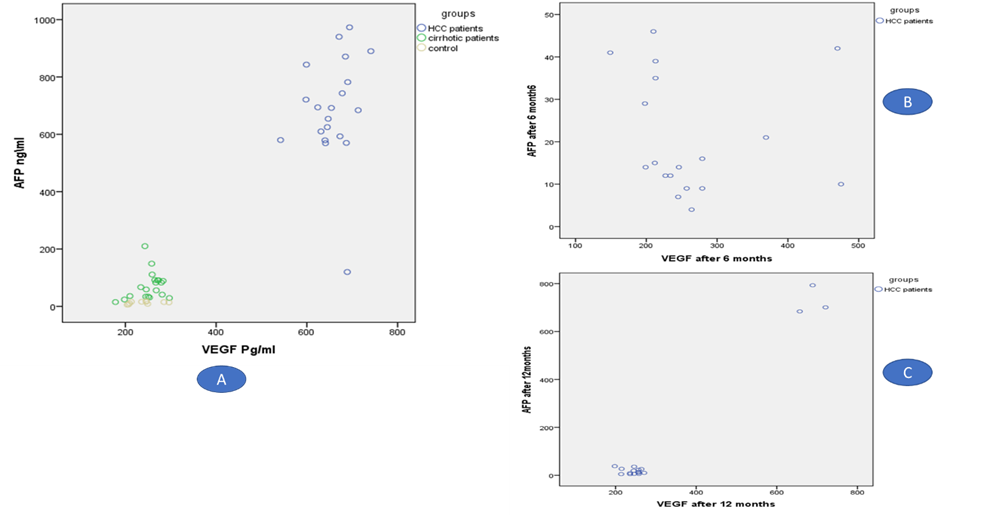 groups
HCC patients
cirrhotic patients
control
AFP ng\ml
1000
800
600
400
200
0
200 400 600 800
VEGF Pg/ml
A
groups
HCC patients
AFP after 6 month6
50
40
30
20
10
0
100 200 300 400 500
VEGF after 6 months
B
groups
HCC patients
AFP after 12months
800
600
400
200
0
200 400 600 800
VEGF after 12 months
C